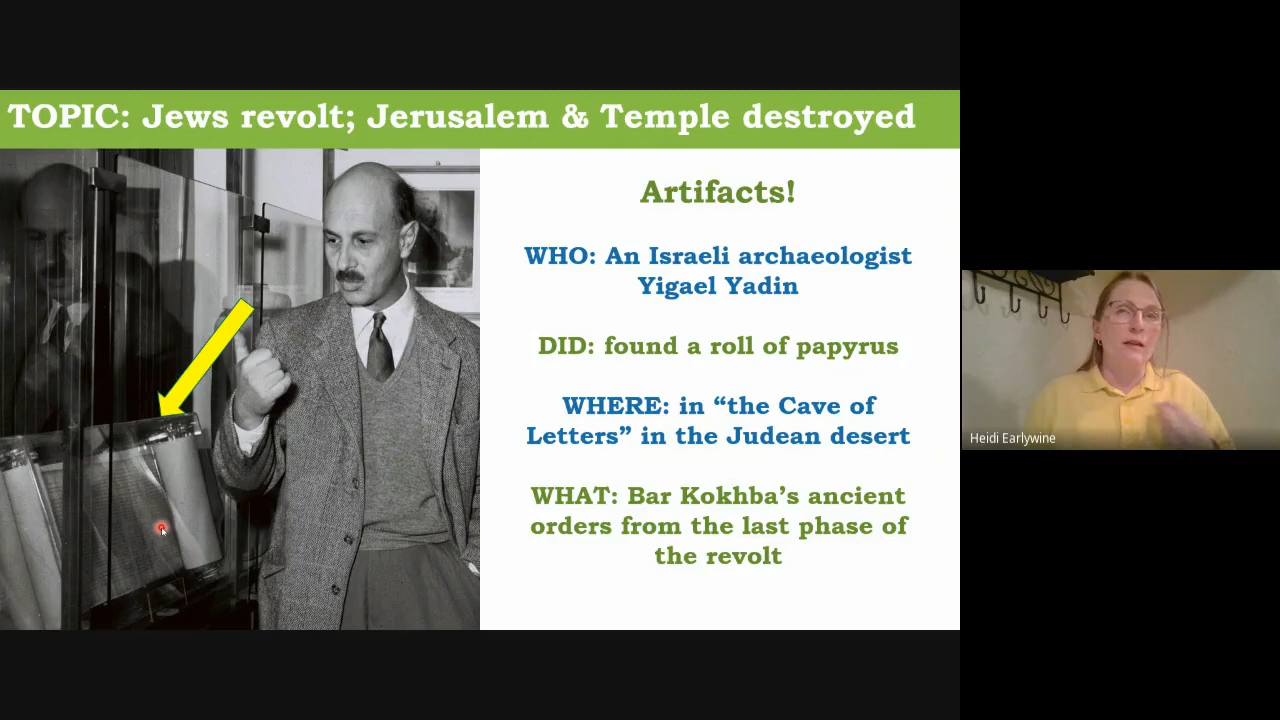 TOPIC: Jews revolt; Jerusalem & Temple destroyed
Artifacts!
WHO: An Israeli archaeologist
Yigael Yadin
DID: found a roll of papyrus
WHERE: in “the Cave of
Letters” in the Judean desert
WHAT: Bar Kokhba’s ancient
orders from the last phase of
the revolt
Heidi Earlywine